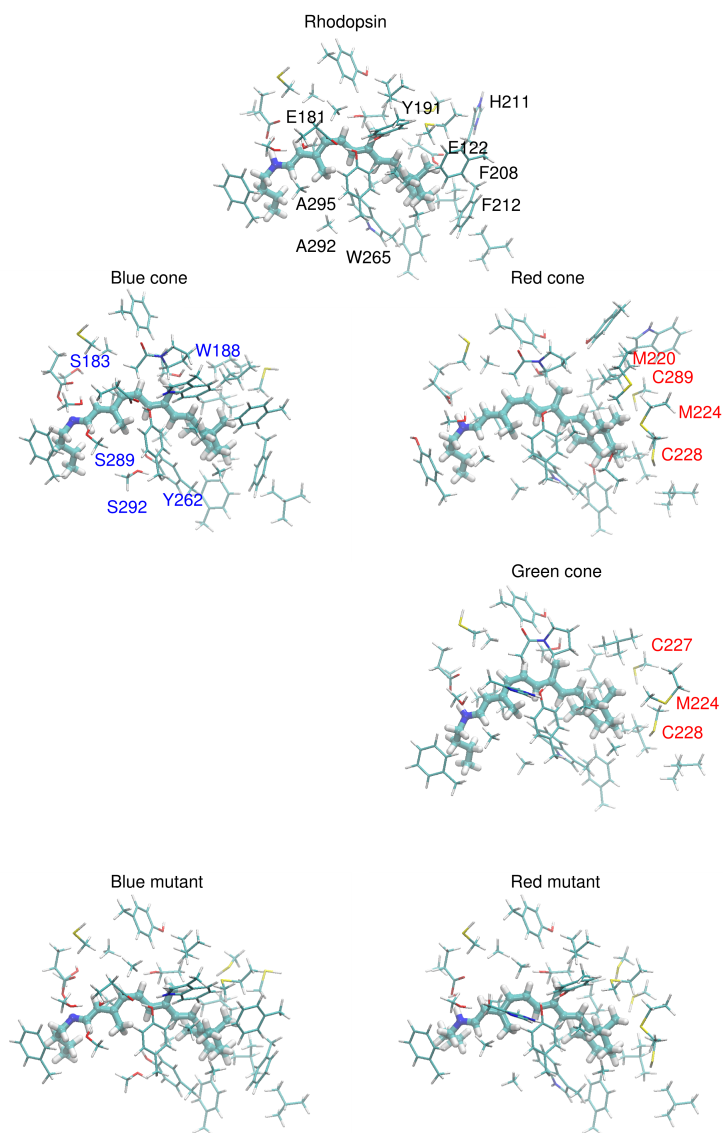 Rhodopsin
H211
Y191
E181
E122
F208
A295
F212
A292
W265
Blue cone
Red cone
S183
W188
M220
C289
M224
S289
C228
S292
Y262
Green cone
C227
M224
C228
Blue mutant
Red mutant